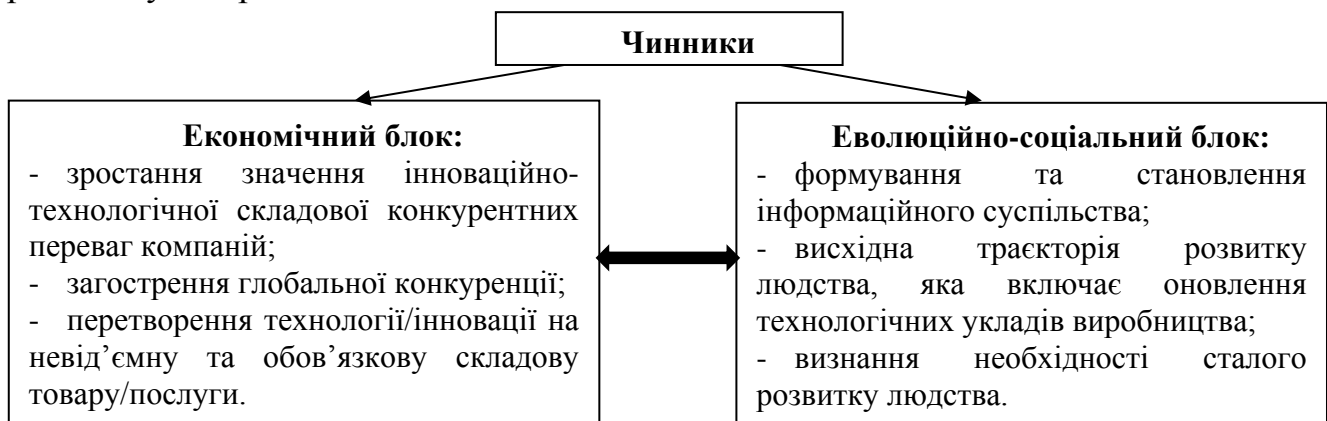 Чинники
Економічний блок:
- зростання значення інноваційно-
технологічної складової конкурентних
переваг компаній;
- загострення глобальної конкуренції;
- перетворення технології/інновації на
невід’ємну та обов’язкову складову
товару/послуги.
Еволюційно-соціальний блок:
- формування та становлення
інформаційного суспільства;
- висхідна траєкторія розвитку
людства, яка включає оновлення
технологічних укладів виробництва;
- визнання необхідності сталого
розвитку людства.